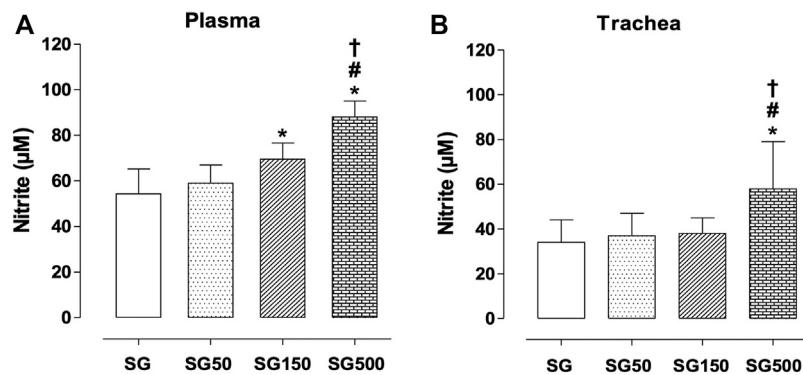 A
Plasma
Nitrite (µM)
120
100
80
60
40
20
0
*
†
#
*
SG
SG50
SG150
SG500
B
Trachea
Nitrite (µM)
120
100
80
60
40
20
0
†
#
*
SG
SG50
SG150
SG500